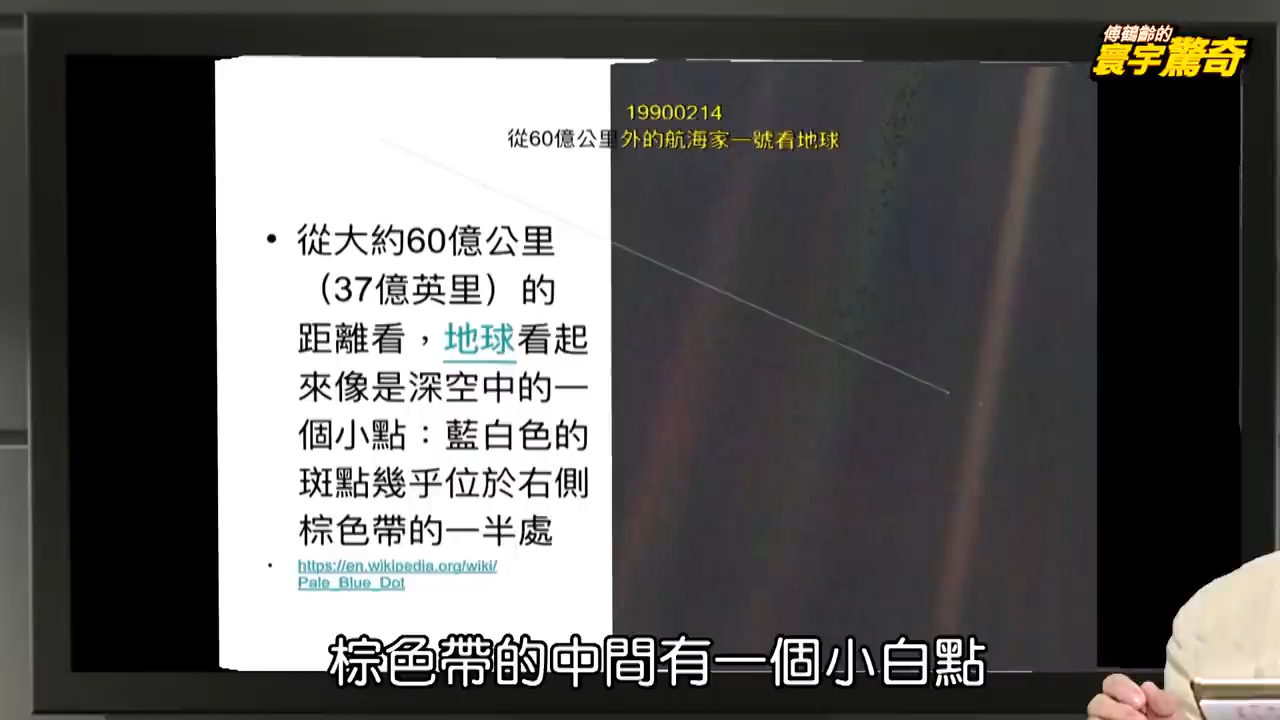 傅鶴齡的
寰宇驚奇
19900214
從60億公里外的航海家一號看地球
• 從大約60億公里
（37億英里）的
距離看，地球看起
來像是深空中的一
個小點：藍白色的
斑點幾乎位於右側
棕色帶的一半處
• https://en.wikipedia.org/wiki/
Pale_Blue_Dot
棕色帶的中間有一個小白點